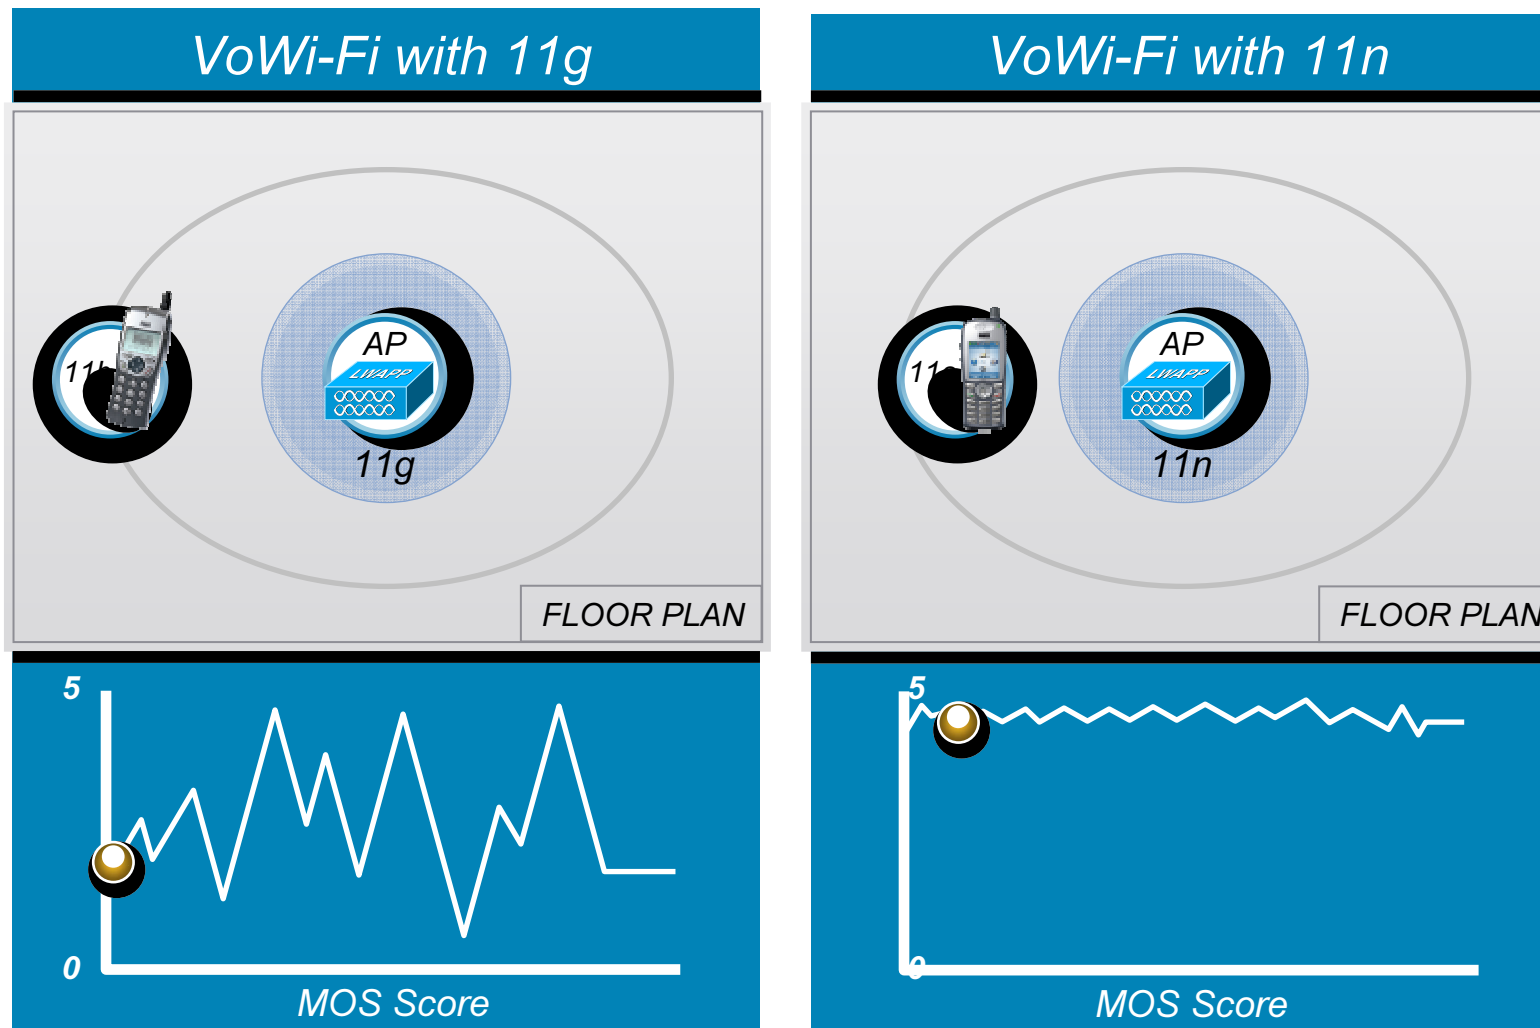 VoWi-Fi with 11g
AP
LWAPP
11g
FLOOR PLAN
5
0
MOS Score
VoWi-Fi with 11n
AP
LWAPP
11n
FLOOR PLAN
5
0
MOS Score